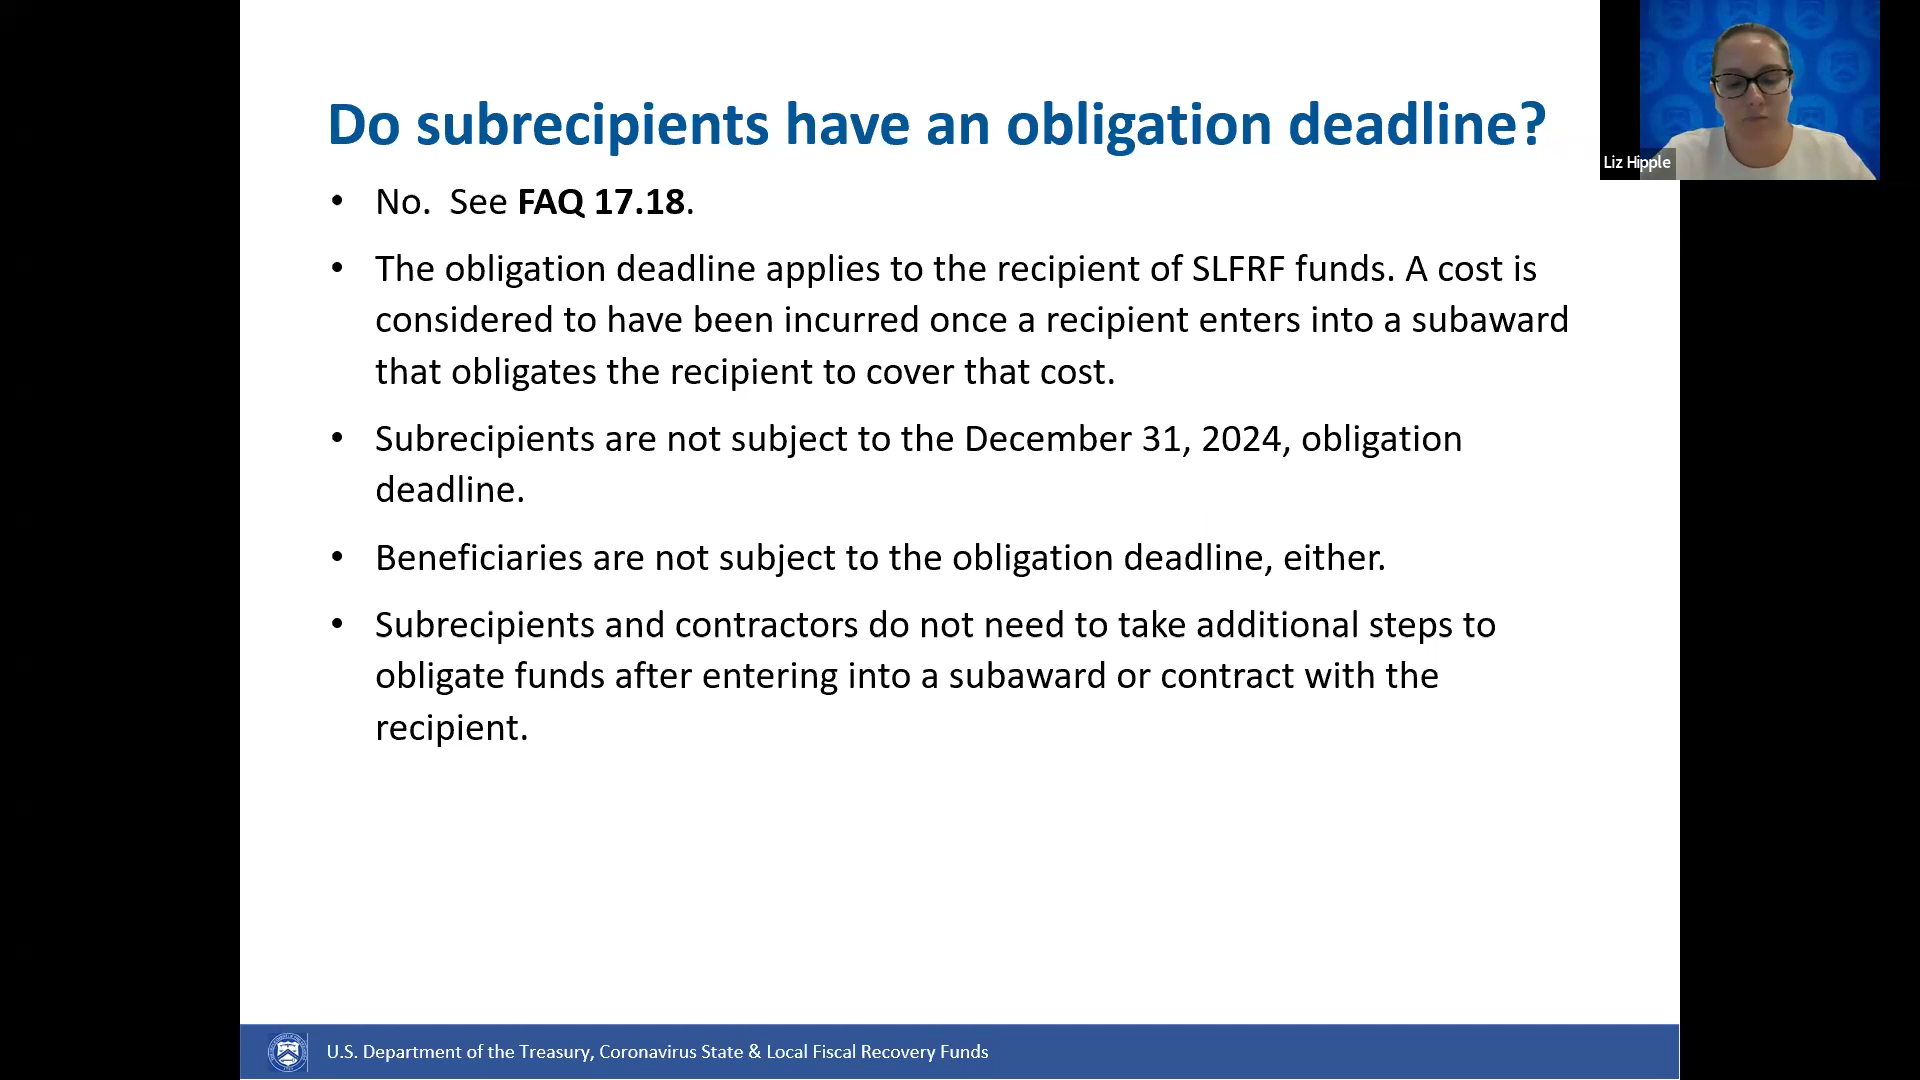 Do subrecipients have an obligation deadline?
Liz Hipple
• No.  See FAQ 17.18.
• The obligation deadline applies to the recipient of SLFRF funds. A cost is
considered to have been incurred once a recipient enters into a subaward
that obligates the recipient to cover that cost.
• Subrecipients are not subject to the December 31, 2024, obligation
deadline.
• Beneficiaries are not subject to the obligation deadline, either.
• Subrecipients and contractors do not need to take additional steps to
obligate funds after entering into a subaward or contract with the
recipient.
U.S. Department of the Treasury, Coronavirus State & Local Fiscal Recovery Funds